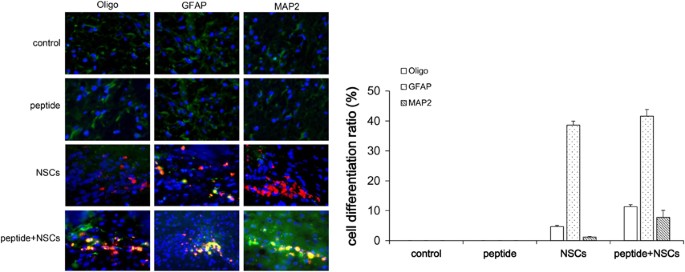 Oligo GFAP MAP2
control
peptide
NSCs
peptide+NSCs
cell differentiation ratio (%)
50
40
30
20
10
0
Oligo
GFAP
MAP2
control peptide NSCs peptide+NSCs